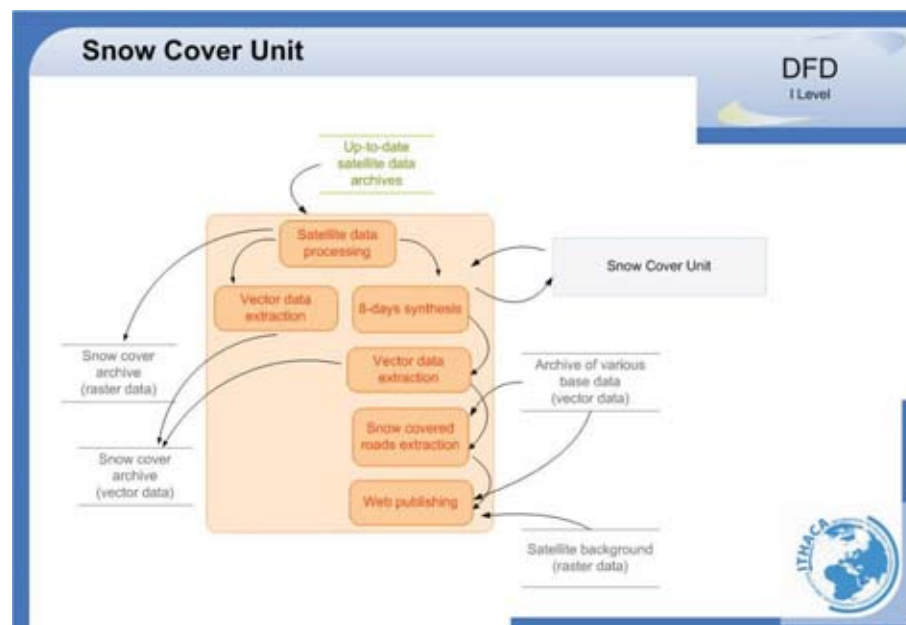 Snow Cover Unit
DFD
I Level
Up-to-date
satellite data
archives
Satellite data
processing
Snow Cover Unit
Vector data
extraction
8-days synthesis
Snow cover
archive
(raster data)
Vector data
extraction
Archive of various
base data
(vector data)
Snow covered
roads extraction
Snow cover
archive
(vector data)
Web publishing
Satellite background
(raster data)
ITHACA